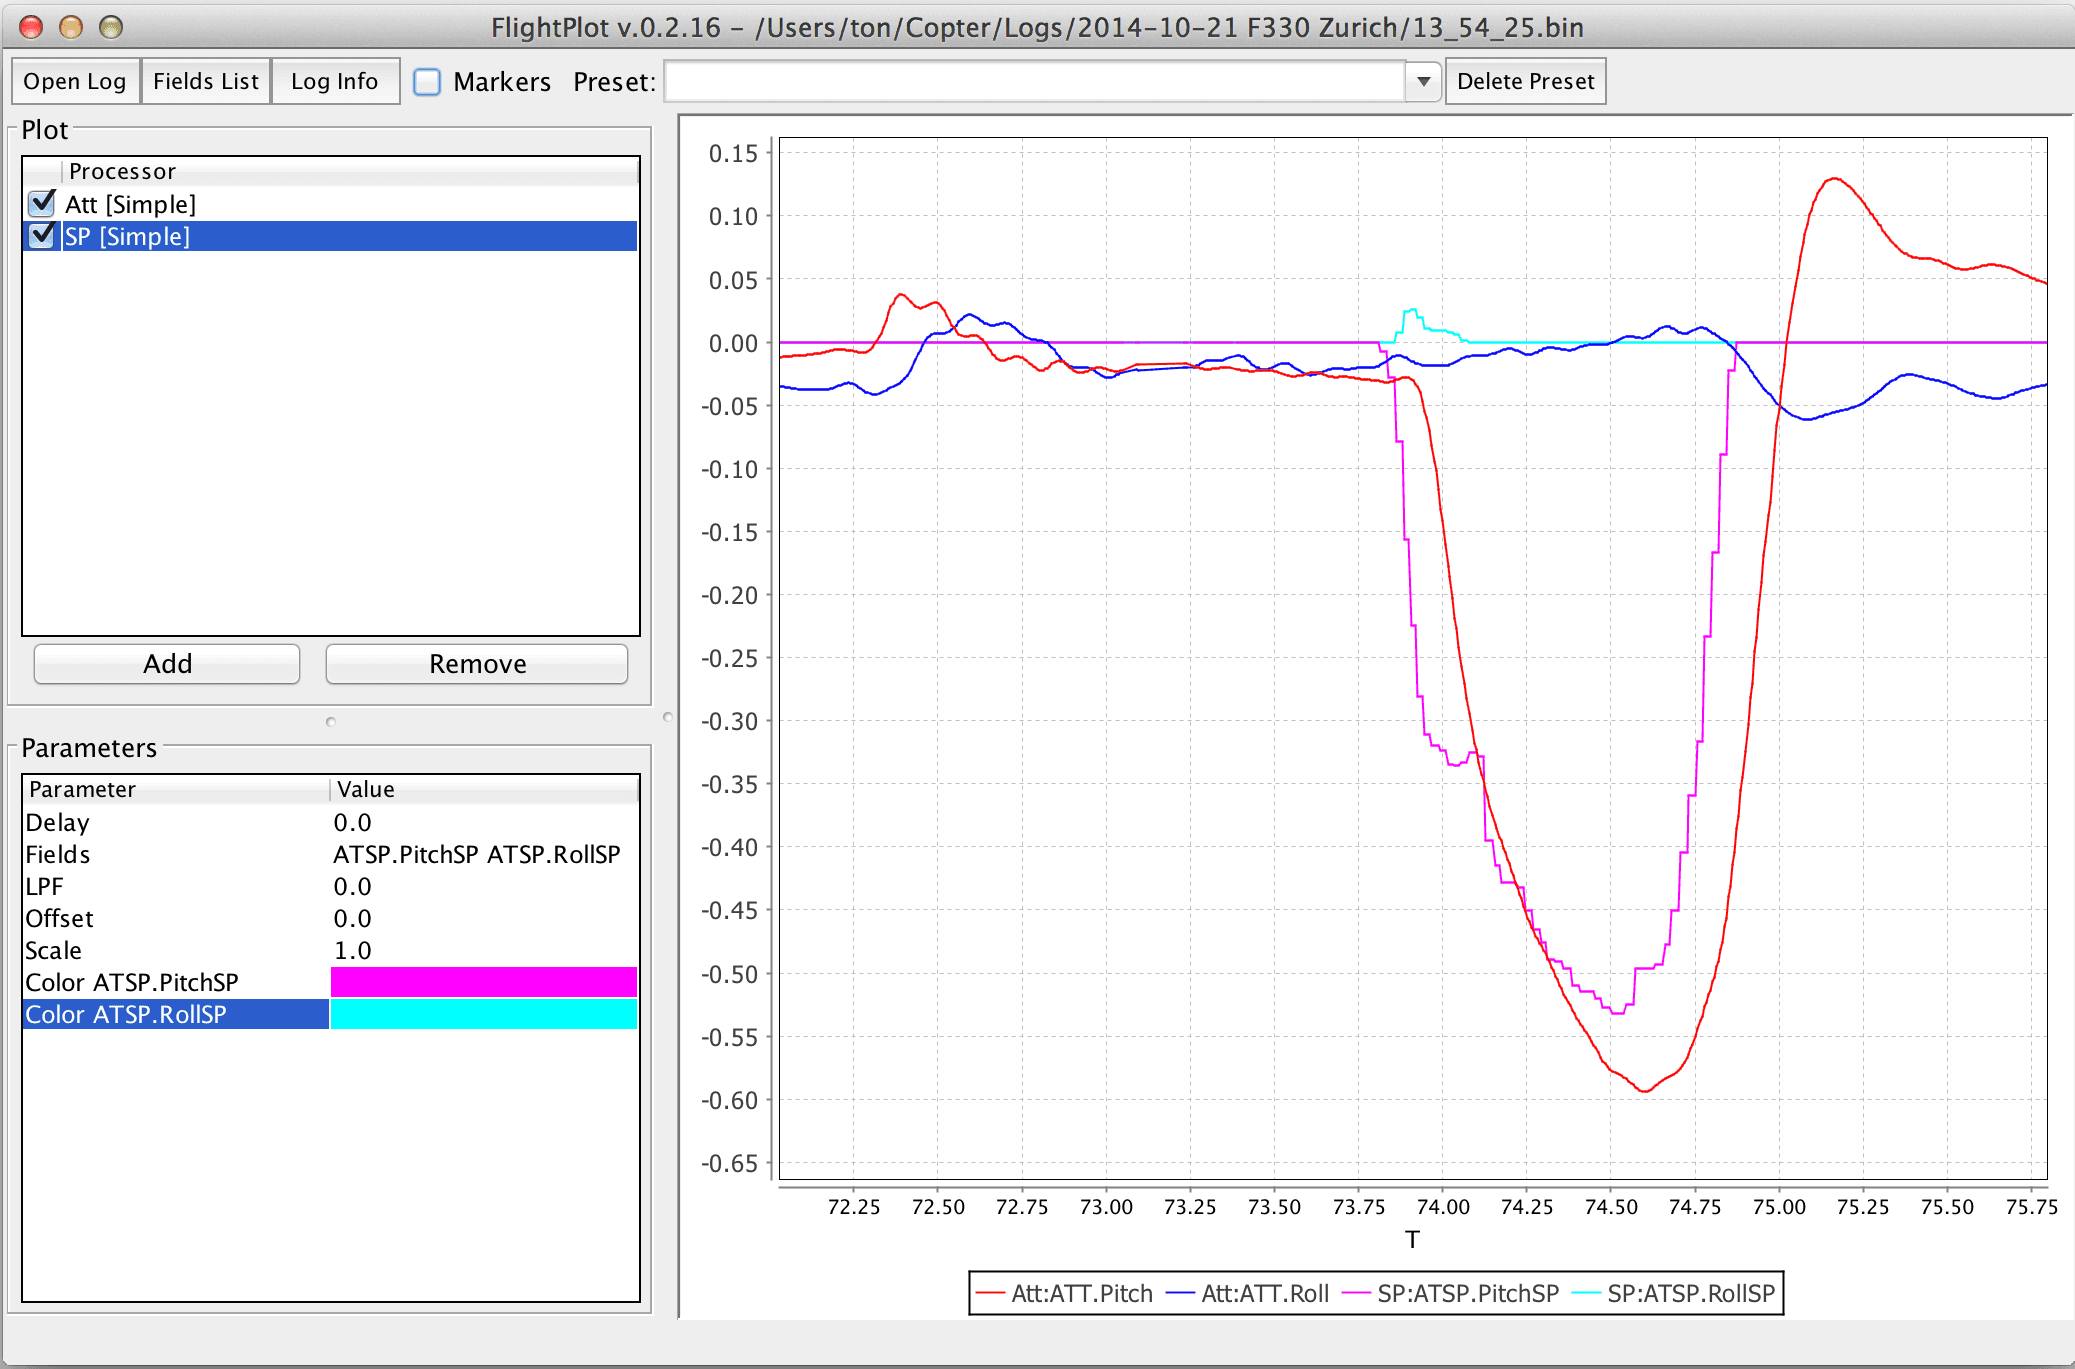 FlightPlot v.0.2.16 – /Users/ton/Copter/Logs/2014-10-21 F330 Zurich/13_54_25.bin
Open Log Fields List Log Info Markers Preset: Delete Preset
Plot
Processor
Att [Simple]
SP [Simple]
Add Remove
Parameters
Parameter Value
Delay 0.0
Fields ATSP.PitchSP ATSP.RollSP
LPF 0.0
Offset 0.0
Scale 1.0
Color ATSP.PitchSP
Color ATSP.RollSP
0.15
0.10
0.05
0.00
-0.05
-0.10
-0.15
-0.20
-0.25
-0.30
-0.35
-0.40
-0.45
-0.50
-0.55
-0.60
-0.65
72.25 72.50 72.75 73.00 73.25 73.50 73.75 74.00 74.25 74.50 74.75 75.00 75.25 75.50 75.75
T
Att:ATT.Pitch Att:ATT.Roll SP:ATSP.PitchSP SP:ATSP.RollSP